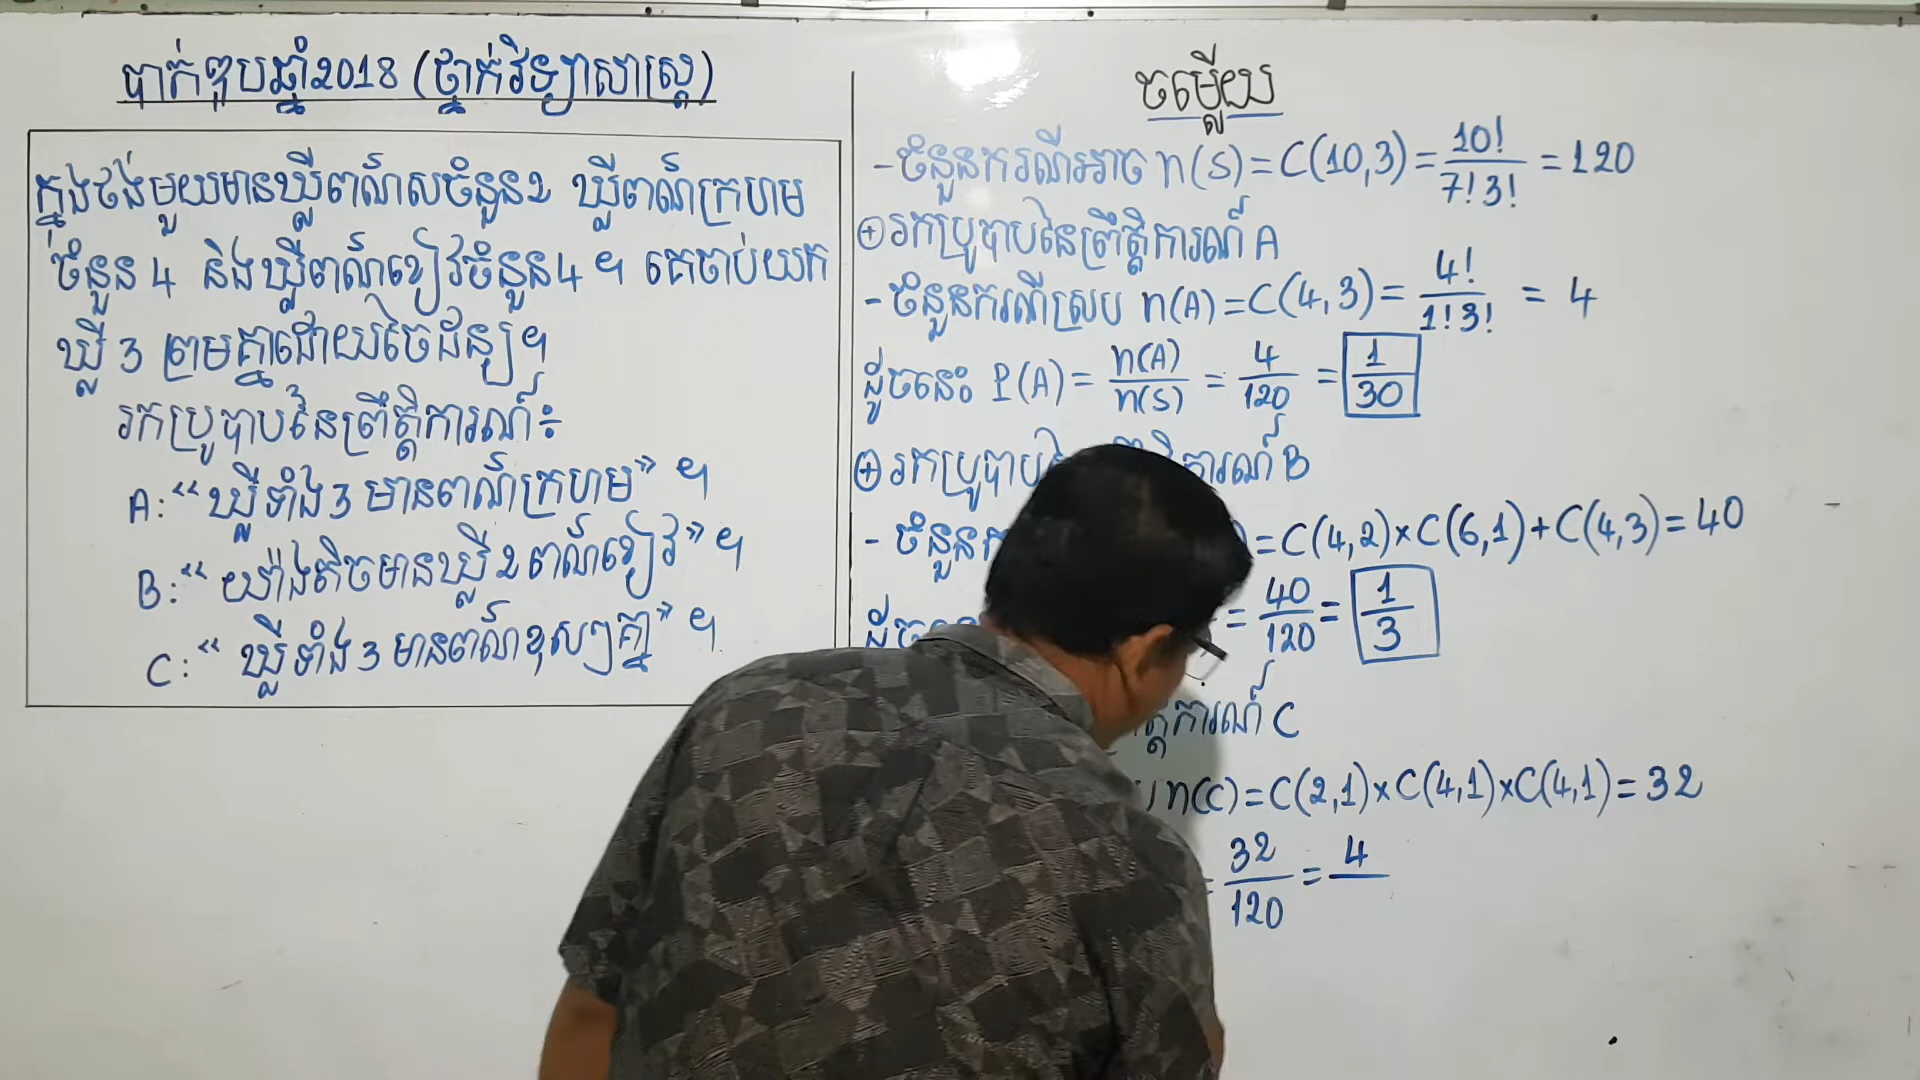 បាក់ឌុបឆ្នាំ2018 (ថ្នាក់វិទ្យាសាស្ត្រ)
ក្នុងថង់មួយមានឃ្លីពណ៌សចំនួន2 ឃ្លីពណ៌ក្រហម
ចំនួន 4 និងឃ្លីពណ៌ខៀវចំនួន4 ។ គេចាប់យក
ឃ្លី 3 ព្រមគ្នាដោយចៃដន្យ។
រកប្រូបាបនៃព្រឹត្តិការណ៍៖
A: “ ឃ្លីទាំង3 មានពណ៌ក្រហម” ។
B: “ យ៉ាងតិចមានឃ្លី2ពណ៌ខៀវ” ។
C: “ ឃ្លីទាំង3 មានពណ៌ខុសៗគ្នា” ។
ចម្លើយ
-ចំនួនករណីអាច n(S) = C(10,3) = 10!/7!3! = 120
⊕ រកប្រូបាបនៃព្រឹត្តិការណ៍ A
-ចំនួនករណីស្រប n(A) = C(4,3) = 4!/1!3! = 4
ដូចនេះ P(A) = n(A)/n(S) = 4/120 = 1/30
⊕ រកប្រូបាប ការណ៍ B
- ចំនួន ) = C(4,2)×C(6,1)+C(4,3) = 40
= 40/120 = 1/3
ត្តិការណ៍ C
n(C) = C(2,1)×C(4,1)×C(4,1) = 32
= 32/120 = 4